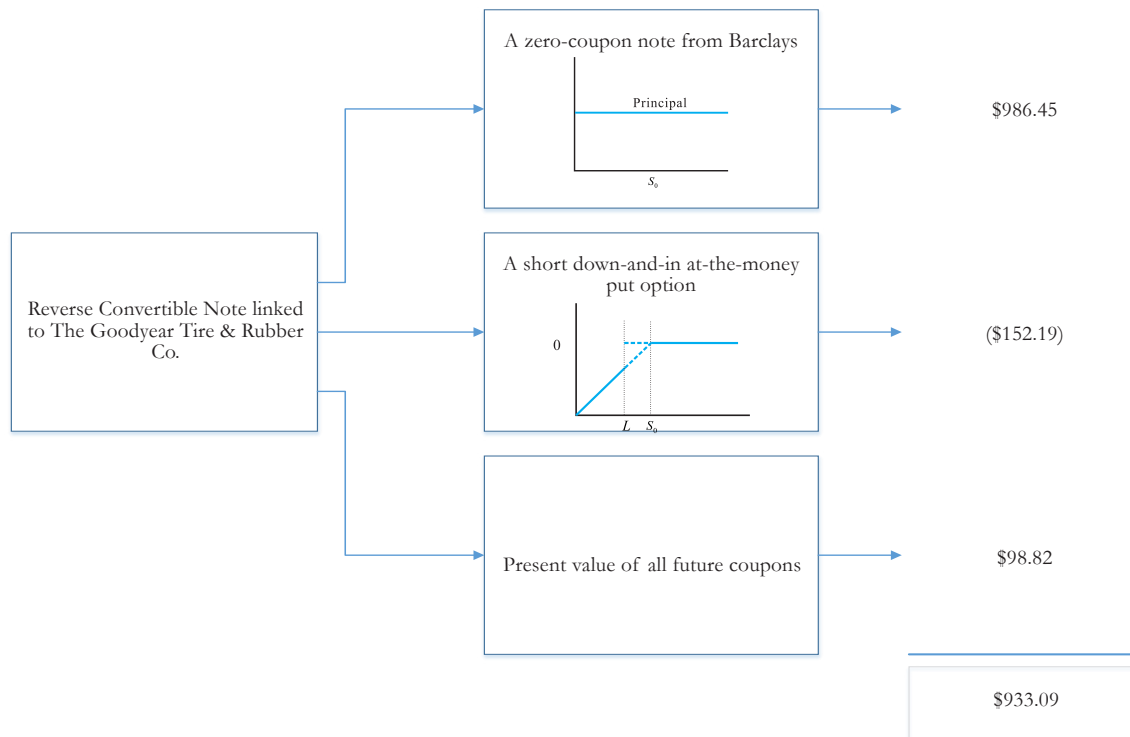 A zero-coupon note from Barclays
Principal
S₀
$986.45
Reverse Convertible Note linked
to The Goodyear Tire & Rubber
Co.
A short down-and-in at-the-money
put option
0
L S₀
($152.19)
Present value of all future coupons
$98.82
$933.09